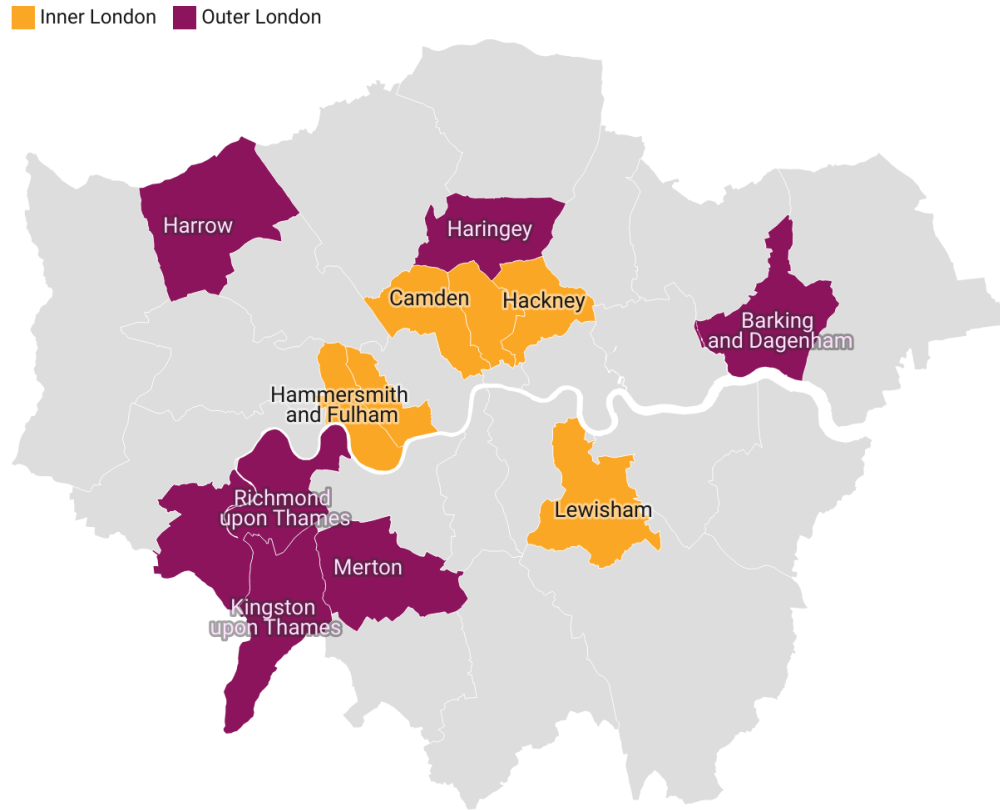 Inner London Outer London
Harrow
Haringey
Camden
Hackney
Barking
and Dagenham
Hammersmith
and Fulham
Richmond
upon Thames
Lewisham
Merton
Kingston
upon Thames